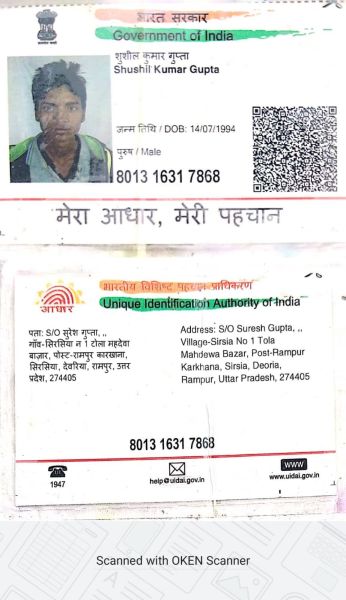 भारत सरकार
Government of India
शुशील कुमार गुप्ता
Shushil Kumar Gupta
जन्म तिथि / DOB: 14/07/1994
पुरुष / Male
8013 1631 7868
मेरा आधार, मेरी पहचान
भारतीय विशिष्ट पहचान प्राधिकरण
Unique Identification Authority of India
आधार
पता: S/O सुरेश गुप्ता, ,,
गाँव-सिरसिया न 1 टोला महदेवा
बाज़ार, पोस्ट-रामपुर कारखाना,
सिरसिया, देवरिया, रामपुर, उत्तर
प्रदेश, 274405
Address: S/O Suresh Gupta, ,,
Village-Sirsia No 1 Tola
Mahdewa Bazar, Post-Rampur
Karkhana, Sirsia, Deoria,
Rampur, Uttar Pradesh, 274405
8013 1631 7868
1947
help@uidai.gov.in
WWW
www.uidai.gov.in
Scanned with OKEN Scanner